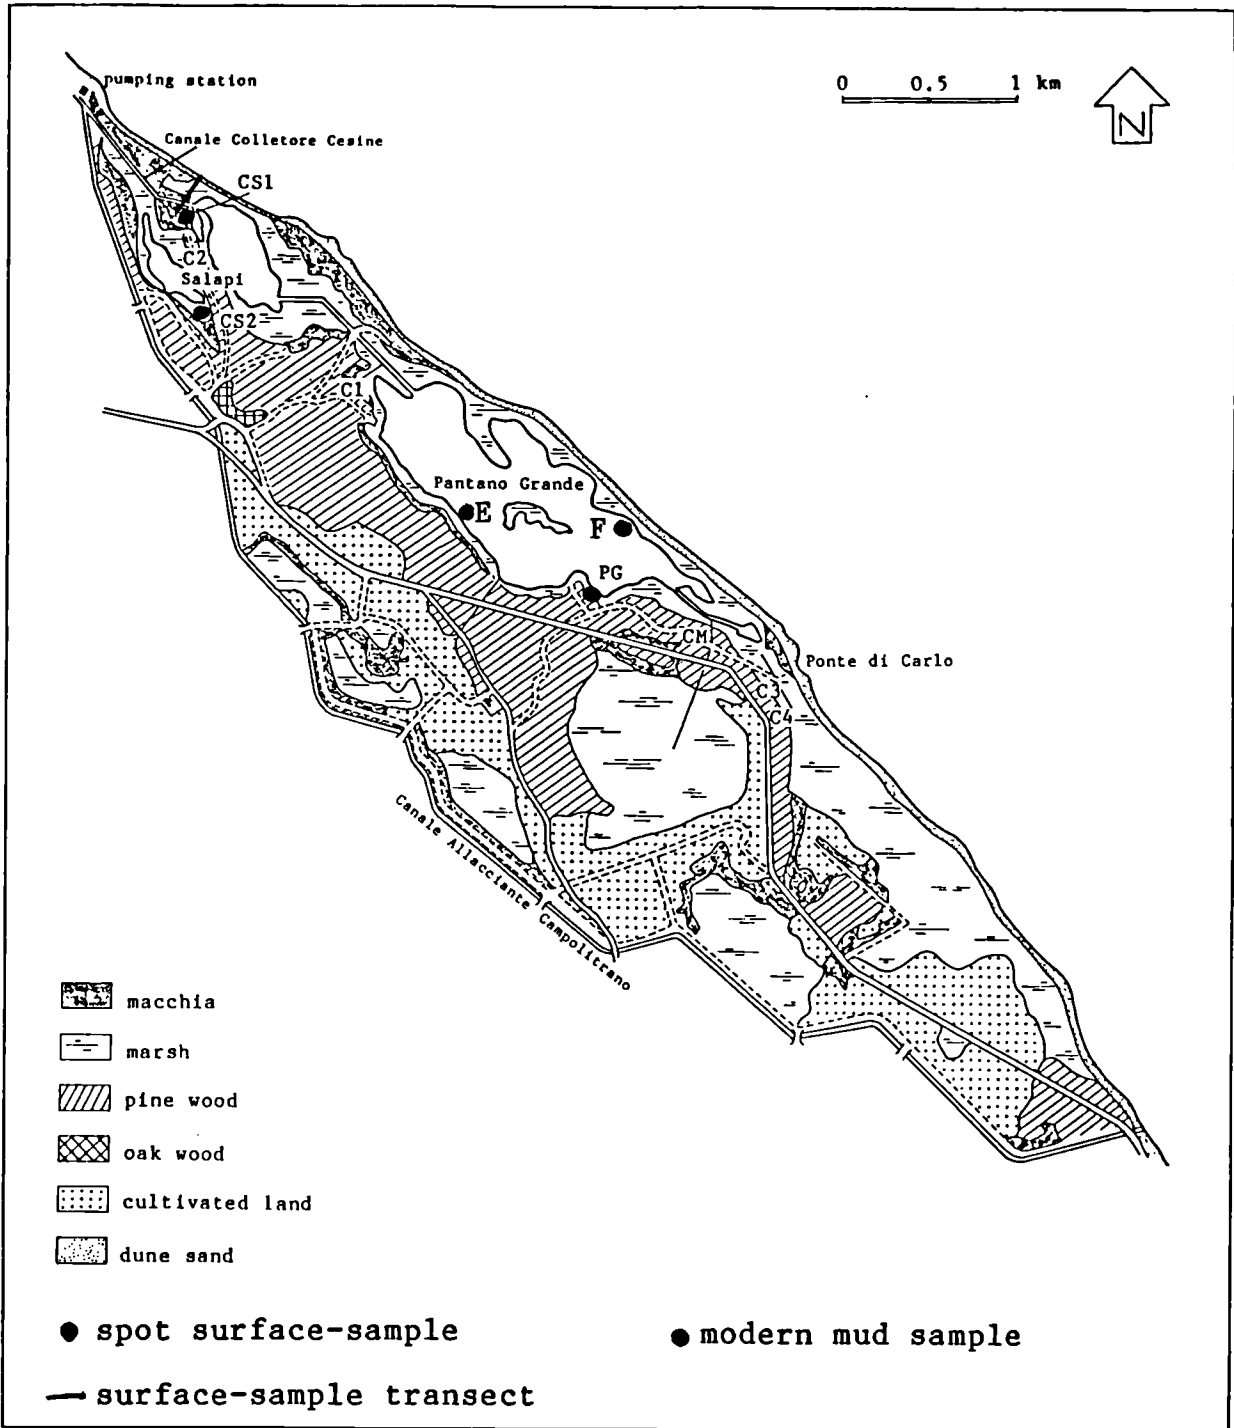 pumping station
0 0.5 1 km
N
Canale Colletore Cesine
CS1
C2
Salapi
CS2
C1
Pantano Grande
E
F
PG
CM
Ponte di Carlo
C3
C4
Canale Allacciante Campolitrano
macchia
marsh
pine wood
oak wood
cultivated land
dune sand
spot surface-sample
modern mud sample
surface-sample transect